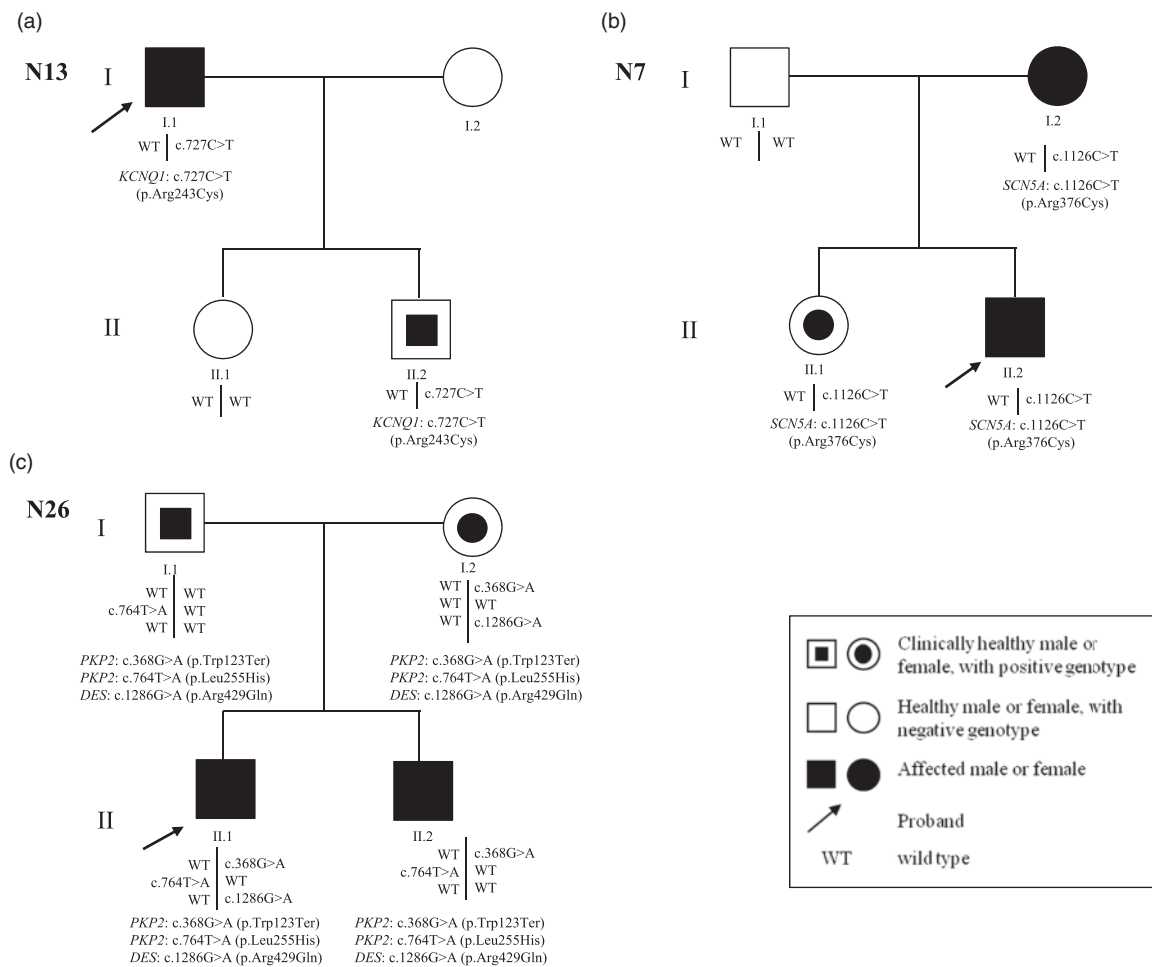 (a)
N13
I
I.1
WT | c.727C>T
KCNQ1: c.727C>T
(p.Arg243Cys)
I.2
II
II.1
WT | WT
II.2
WT | c.727C>T
KCNQ1: c.727C>T
(p.Arg243Cys)
(b)
N7
I
I.1
WT | WT
I.2
WT | c.1126C>T
SCN5A: c.1126C>T
(p.Arg376Cys)
II
II.1
WT | c.1126C>T
SCN5A: c.1126C>T
(p.Arg376Cys)
II.2
WT | c.1126C>T
SCN5A: c.1126C>T
(p.Arg376Cys)
(c)
N26
I
I.1
WT | WT
c.764T>A | WT
WT | WT
PKP2: c.368G>A (p.Trp123Ter)
PKP2: c.764T>A (p.Leu255His)
DES: c.1286G>A (p.Arg429Gln)
I.2
WT | c.368G>A
WT | WT
WT | c.1286G>A
PKP2: c.368G>A (p.Trp123Ter)
PKP2: c.764T>A (p.Leu255His)
DES: c.1286G>A (p.Arg429Gln)
II
II.1
WT | c.368G>A
c.764T>A | WT
WT | c.1286G>A
PKP2: c.368G>A (p.Trp123Ter)
PKP2: c.764T>A (p.Leu255His)
DES: c.1286G>A (p.Arg429Gln)
II.2
WT | c.368G>A
c.764T>A | WT
WT | WT
PKP2: c.368G>A (p.Trp123Ter)
PKP2: c.764T>A (p.Leu255His)
DES: c.1286G>A (p.Arg429Gln)
Clinically healthy male or
female, with positive genotype
Healthy male or female, with
negative genotype
Affected male or female
Proband
WT wild type